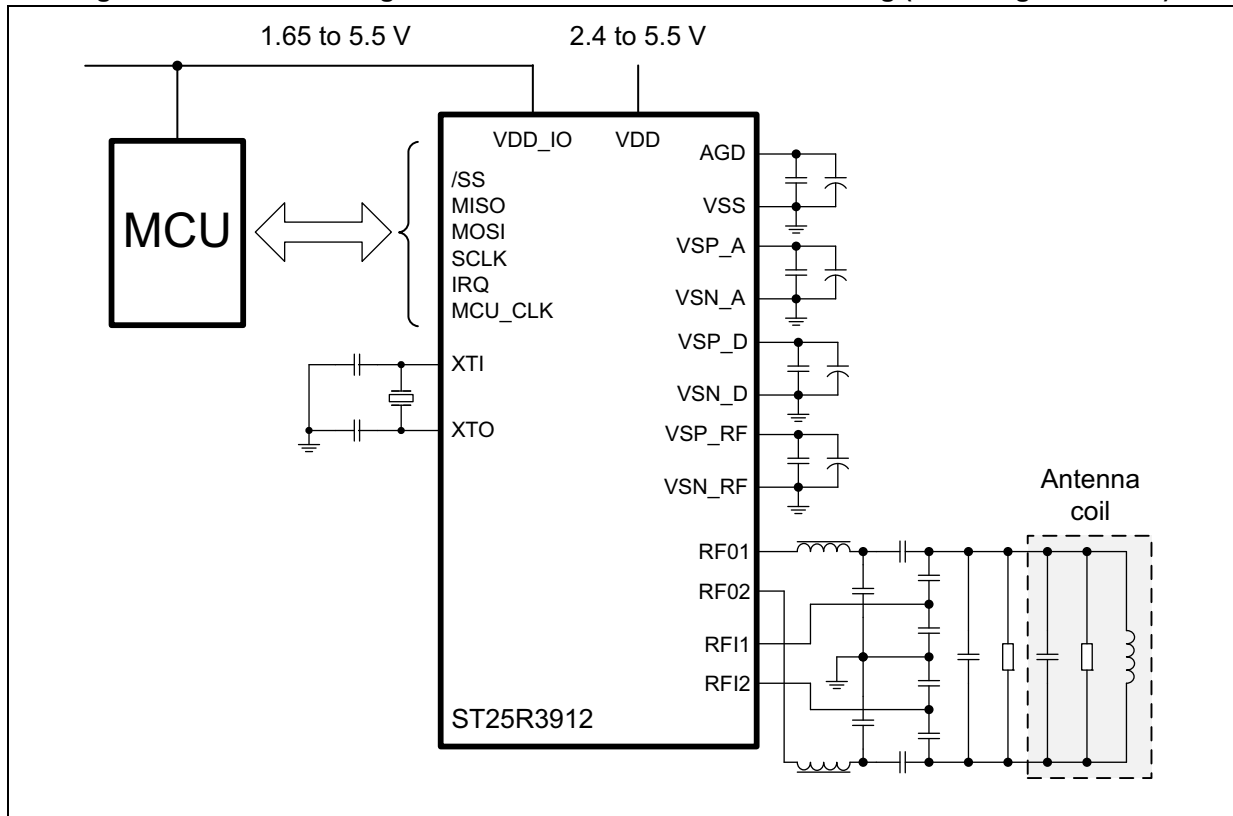 1.65 to 5.5 V
2.4 to 5.5 V
MCU
VDD_IO
VDD
/SS
MISO
MOSI
SCLK
IRQ
MCU_CLK
XTI
XTO
AGD
VSS
VSP_A
VSN_A
VSP_D
VSN_D
VSP_RF
VSN_RF
RF01
RF02
RFI1
RFI2
ST25R3912
Antenna
coil